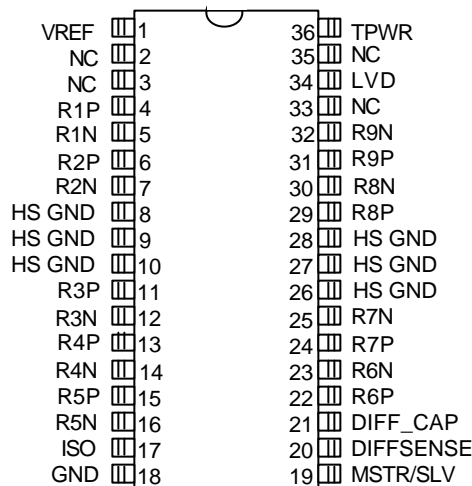 VREF 1 36 TPWR
NC 2 35 NC
NC 3 34 LVD
R1P 4 33 NC
R1N 5 32 R9N
R2P 6 31 R9P
R2N 7 30 R8N
HS GND 8 29 R8P
HS GND 9 28 HS GND
HS GND 10 27 HS GND
R3P 11 26 HS GND
R3N 12 25 R7N
R4P 13 24 R7P
R4N 14 23 R6N
R5P 15 22 R6P
R5N 16 21 DIFF_CAP
ISO 17 20 DIFFSENSE
GND 18 19 MSTR/SLV